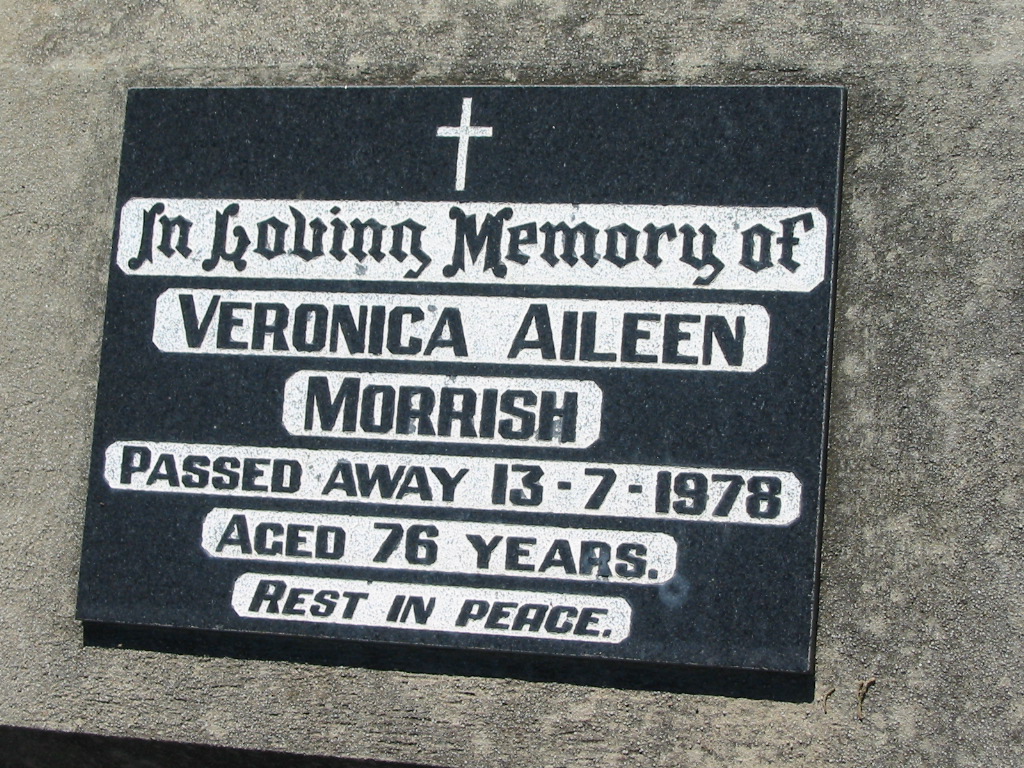 In Loving Memory of
VERONICA AILEEN
MORRISH
PASSED AWAY 13-7-1978
AGED 76 YEARS.
REST IN PEACE.